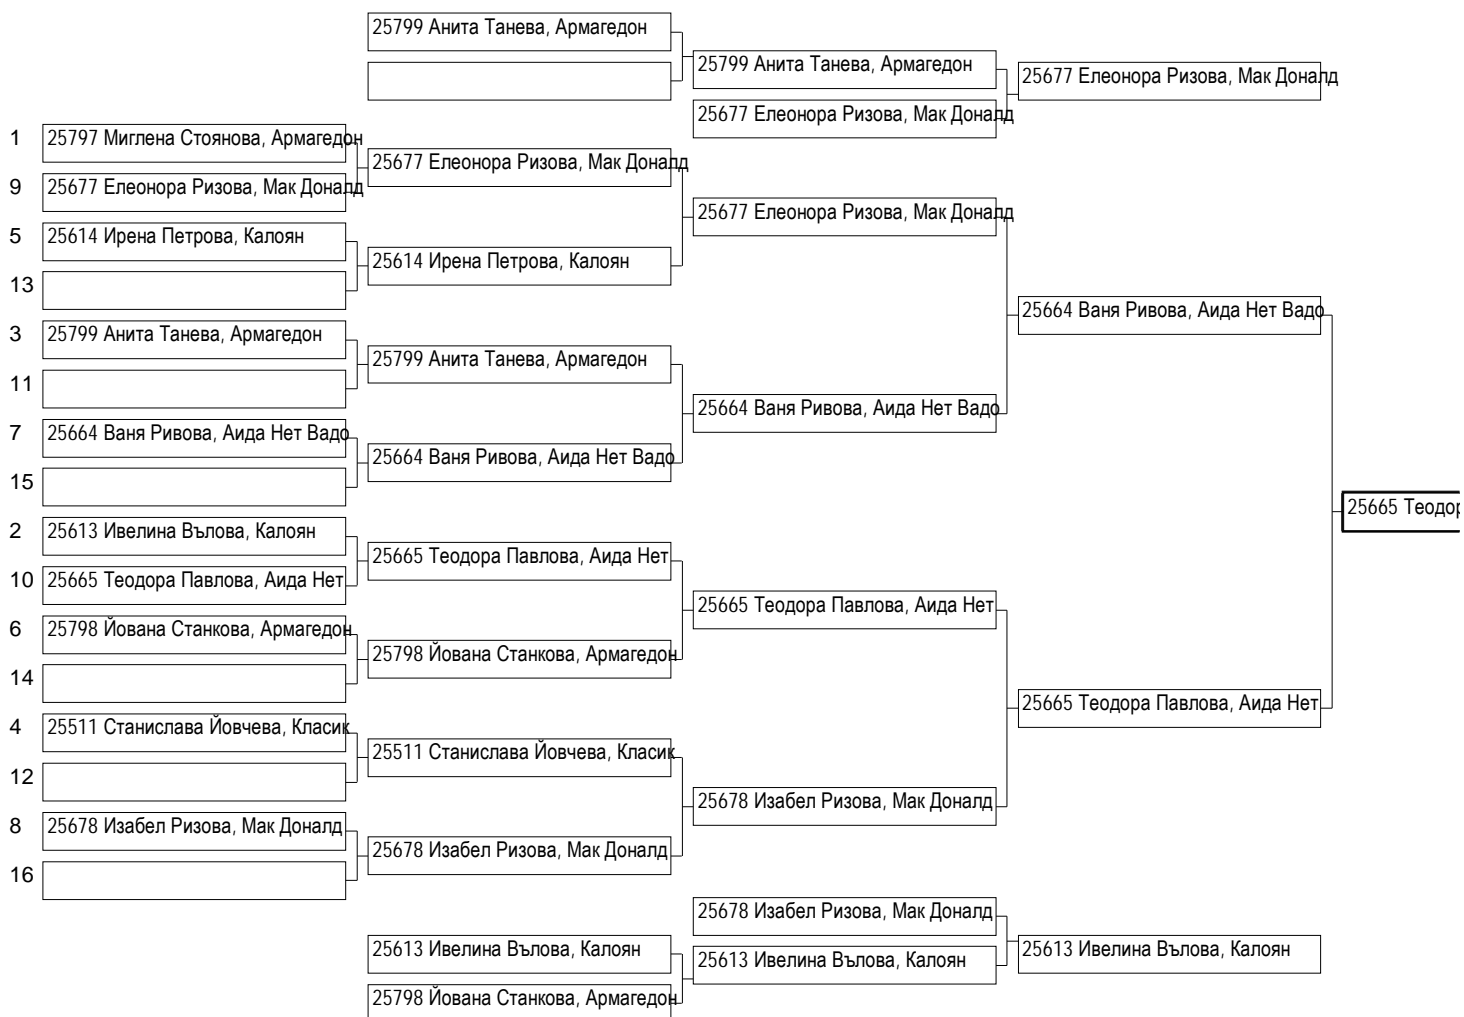 25799 Анита Танева, Армагедон
25799 Анита Танева, Армагедон
25677 Елеонора Ризова, Мак Доналд
25677 Елеонора Ризова, Мак Доналд
1 25797 Миглена Стоянова, Армагедон
25677 Елеонора Ризова, Мак Доналд
9 25677 Елеонора Ризова, Мак Доналд
25677 Елеонора Ризова, Мак Доналд
5 25614 Ирена Петрова, Калоян
25614 Ирена Петрова, Калоян
13
25664 Ваня Ривова, Аида Нет Вадо
3 25799 Анита Танева, Армагедон
25799 Анита Танева, Армагедон
11
25664 Ваня Ривова, Аида Нет Вадо
7 25664 Ваня Ривова, Аида Нет Вадо
25664 Ваня Ривова, Аида Нет Вадо
15
25665 Теодор
2 25613 Ивелина Вълова, Калоян
25665 Теодора Павлова, Аида Нет
10 25665 Теодора Павлова, Аида Нет
25665 Теодора Павлова, Аида Нет
6 25798 Йована Станкова, Армагедон
25798 Йована Станкова, Армагедон
14
25665 Теодора Павлова, Аида Нет
4 25511 Станислава Йовчева, Класик
25511 Станислава Йовчева, Класик
12
25678 Изабел Ризова, Мак Доналд
8 25678 Изабел Ризова, Мак Доналд
25678 Изабел Ризова, Мак Доналд
16
25678 Изабел Ризова, Мак Доналд
25613 Ивелина Вълова, Калоян
25613 Ивелина Вълова, Калоян
25613 Ивелина Вълова, Калоян
25798 Йована Станкова, Армагедон